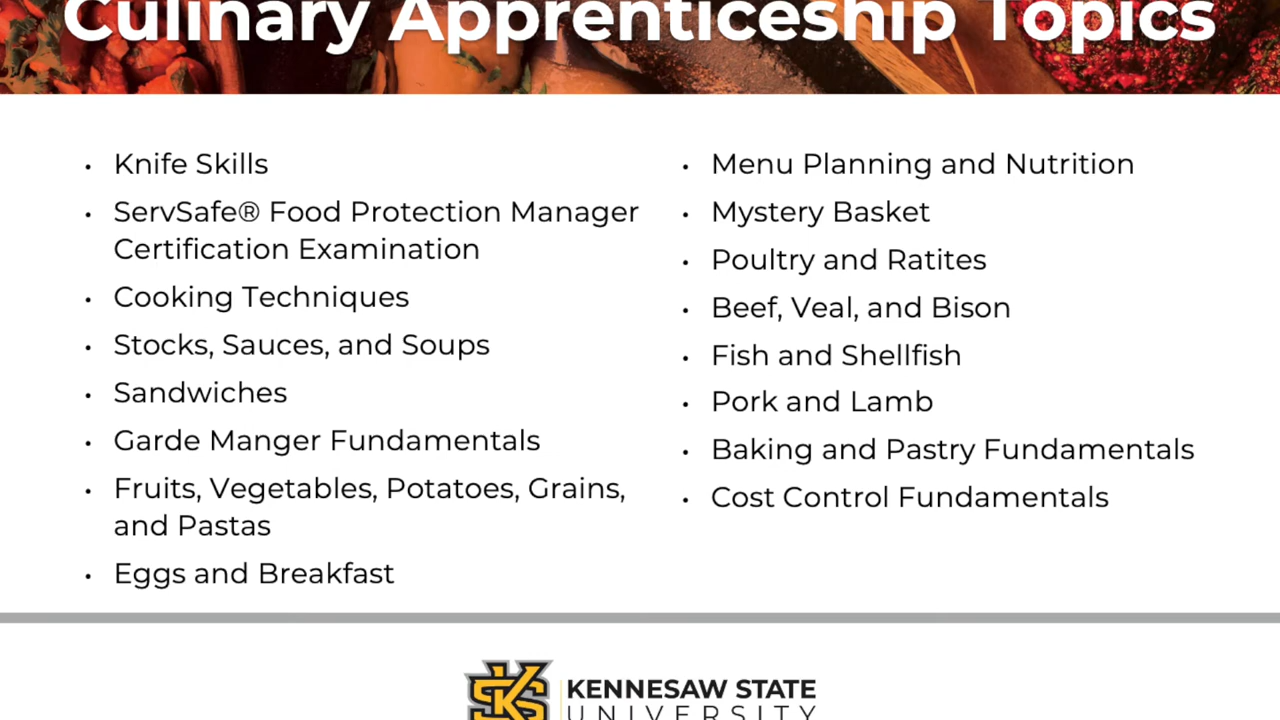 Culinary Apprenticeship Topics
• Knife Skills
• ServSafe® Food Protection Manager
Certification Examination
• Cooking Techniques
• Stocks, Sauces, and Soups
• Sandwiches
• Garde Manger Fundamentals
• Fruits, Vegetables, Potatoes, Grains,
and Pastas
• Eggs and Breakfast
• Menu Planning and Nutrition
• Mystery Basket
• Poultry and Ratites
• Beef, Veal, and Bison
• Fish and Shellfish
• Pork and Lamb
• Baking and Pastry Fundamentals
• Cost Control Fundamentals
KSU
KENNESAW STATE
UNIVERSITY